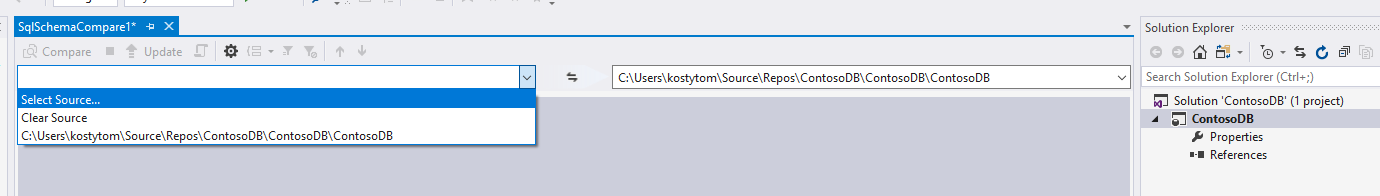 SqlSchemaCompare1*
Compare
Update
Select Source...
Clear Source
C:\Users\kostytom\Source\Repos\ContosoDB\ContosoDB\ContosoDB
C:\Users\kostytom\Source\Repos\ContosoDB\ContosoDB\ContosoDB
Solution Explorer
Search Solution Explorer (Ctrl+;)
Solution 'ContosoDB' (1 project)
ContosoDB
Properties
References